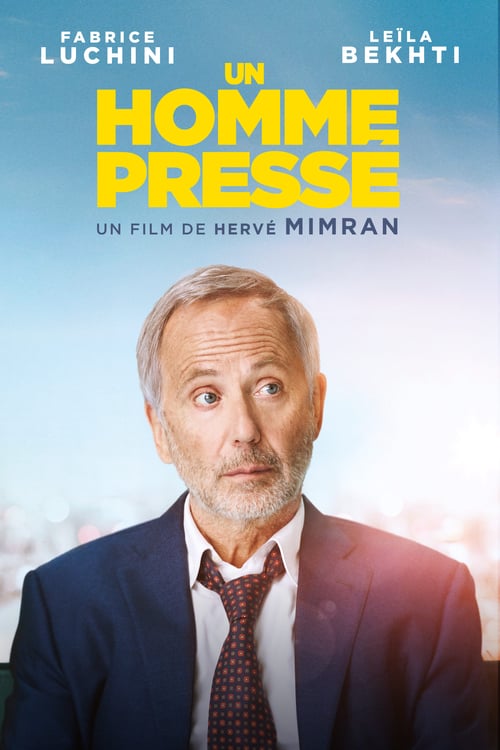 FABRICE
LUCHINI
LEÏLA
BEKHTI
UN
HOMME
PRESSÉ
UN FILM DE HERVÉ MIMRAN